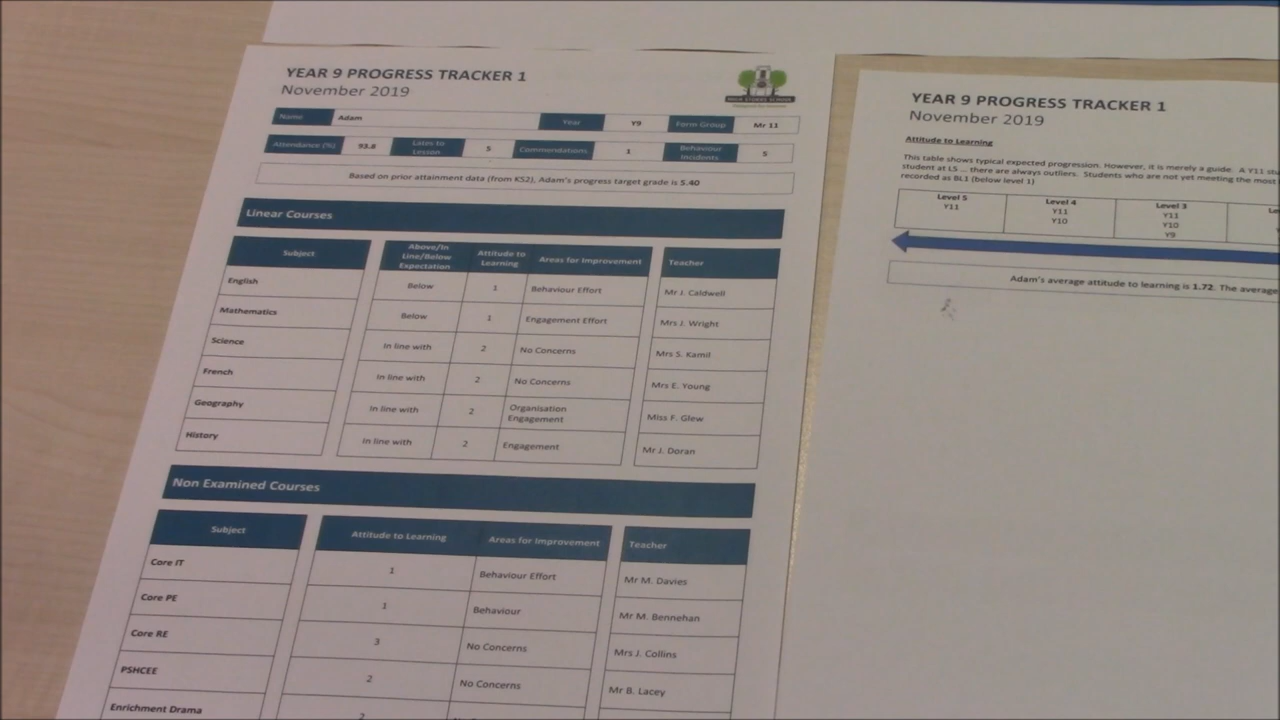 YEAR 9 PROGRESS TRACKER 1
November 2019
Name Adam Year Y9 Form Group Mr 11
Attendance (%) 93.8 Lates to Lesson 5 Commendations 1 Behaviour Incidents 5
Based on prior attainment data (from KS2), Adam's progress target grade is 5.40
Linear Courses
Subject Above/In Line/Below Expectation Attitude to Learning Areas for Improvement Teacher
English Below 1 Behaviour Effort Mr J. Caldwell
Mathematics Below 1 Engagement Effort Mrs J. Wright
Science In line with 2 No Concerns Mrs S. Kamil
French In line with 2 No Concerns Mrs E. Young
Geography In line with 2 Organisation Engagement Miss F. Glew
History In line with 2 Engagement Mr J. Doran
Non Examined Courses
Subject Attitude to Learning Areas for Improvement Teacher
Core IT 1 Behaviour Effort Mr M. Davies
Core PE 1 Behaviour Mr M. Bennehan
Core RE 3 No Concerns Mrs J. Collins
PSHCEE 2 No Concerns Mr B. Lacey
Enrichment Drama 2
YEAR 9 PROGRESS TRACKER 1
November 2019
Attitude to Learning
This table shows typical expected progression. However, it is merely a guide. A Y11 stu
student at L5 ... there are always outliers. Students who are not yet meeting the most
recorded as BL1 (below level 1)
Level 5 Level 4 Level 3
Y11 Y11 Y11
Y10 Y10
Y9
Adam's average attitude to learning is 1.72. The average